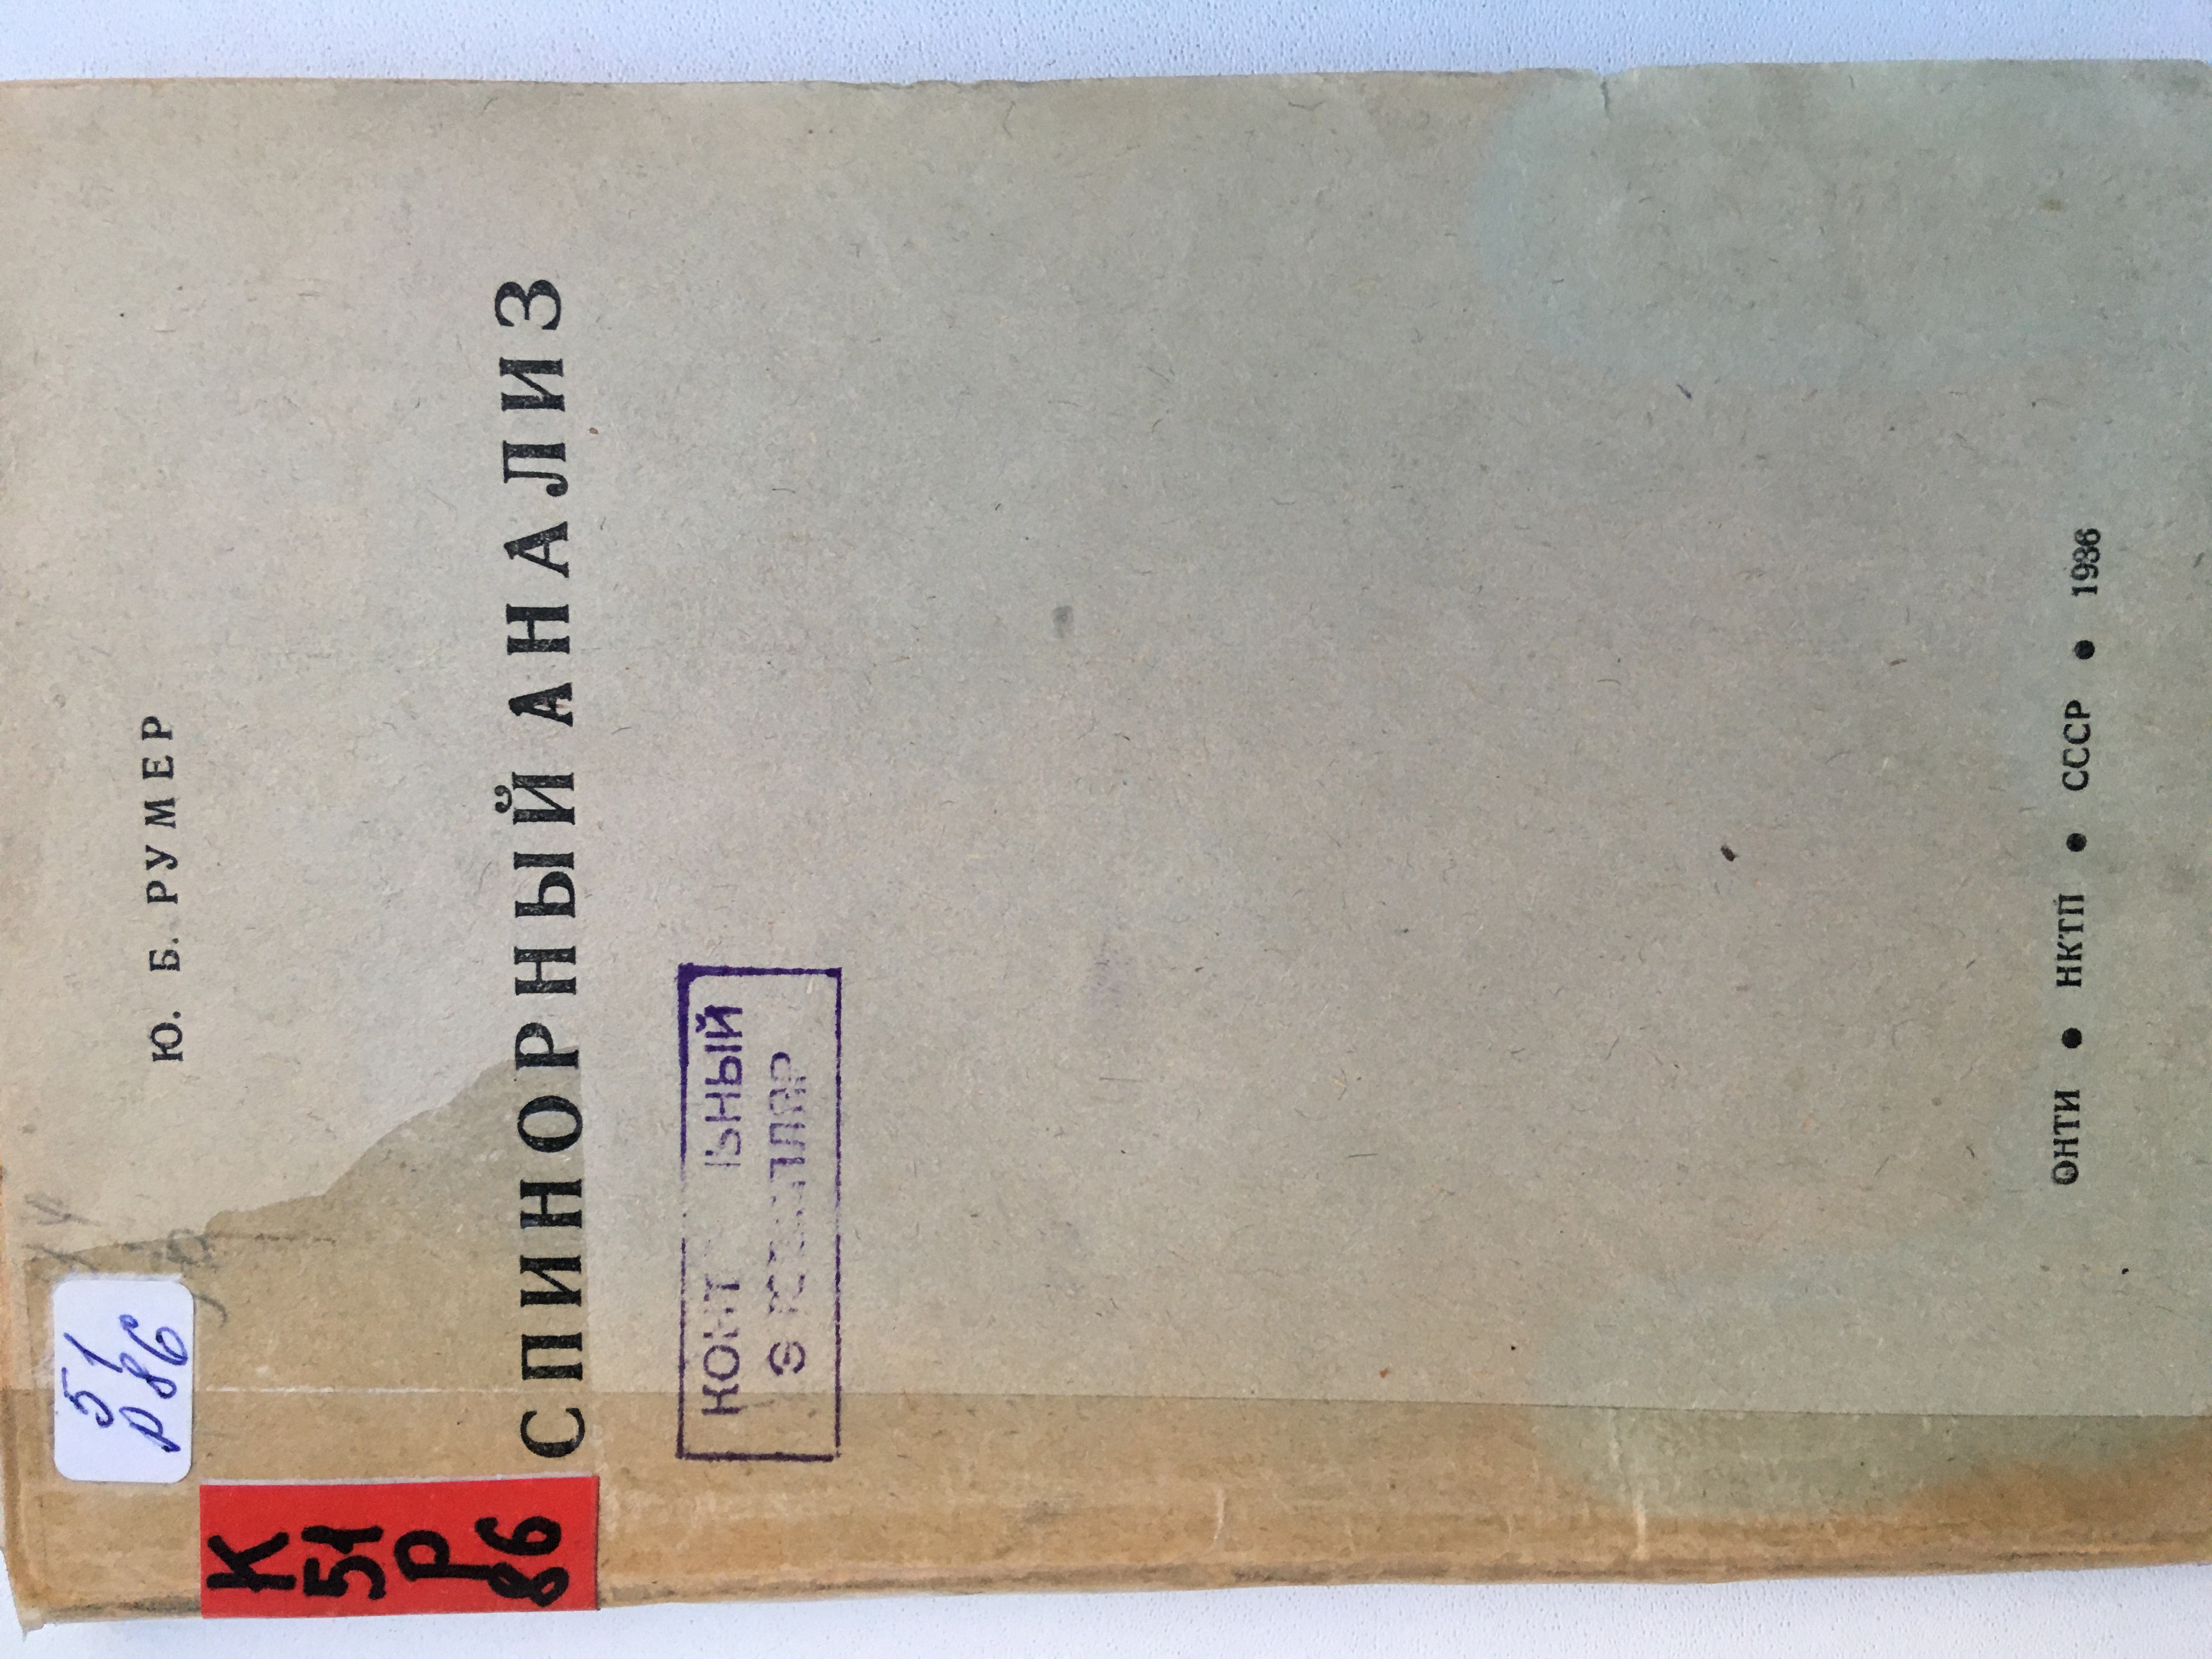 Ю. Б. РУМЕР
51
Р86
К
51
Р
86
СПИНОРНЫЙ АНАЛИЗ
ОНТИ • НКТП • СССР • 1936